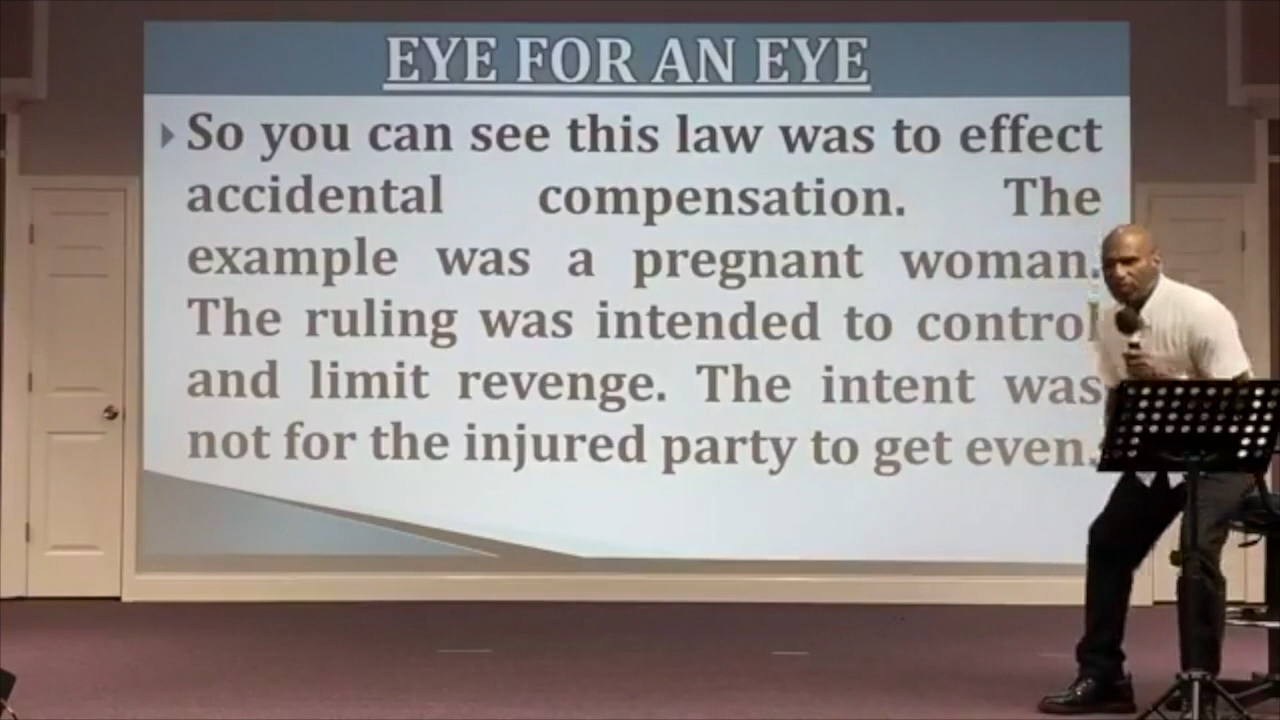 EYE FOR AN EYE
So you can see this law was to effect
accidental compensation. The
example was a pregnant woman.
The ruling was intended to control
and limit revenge. The intent was
not for the injured party to get even.